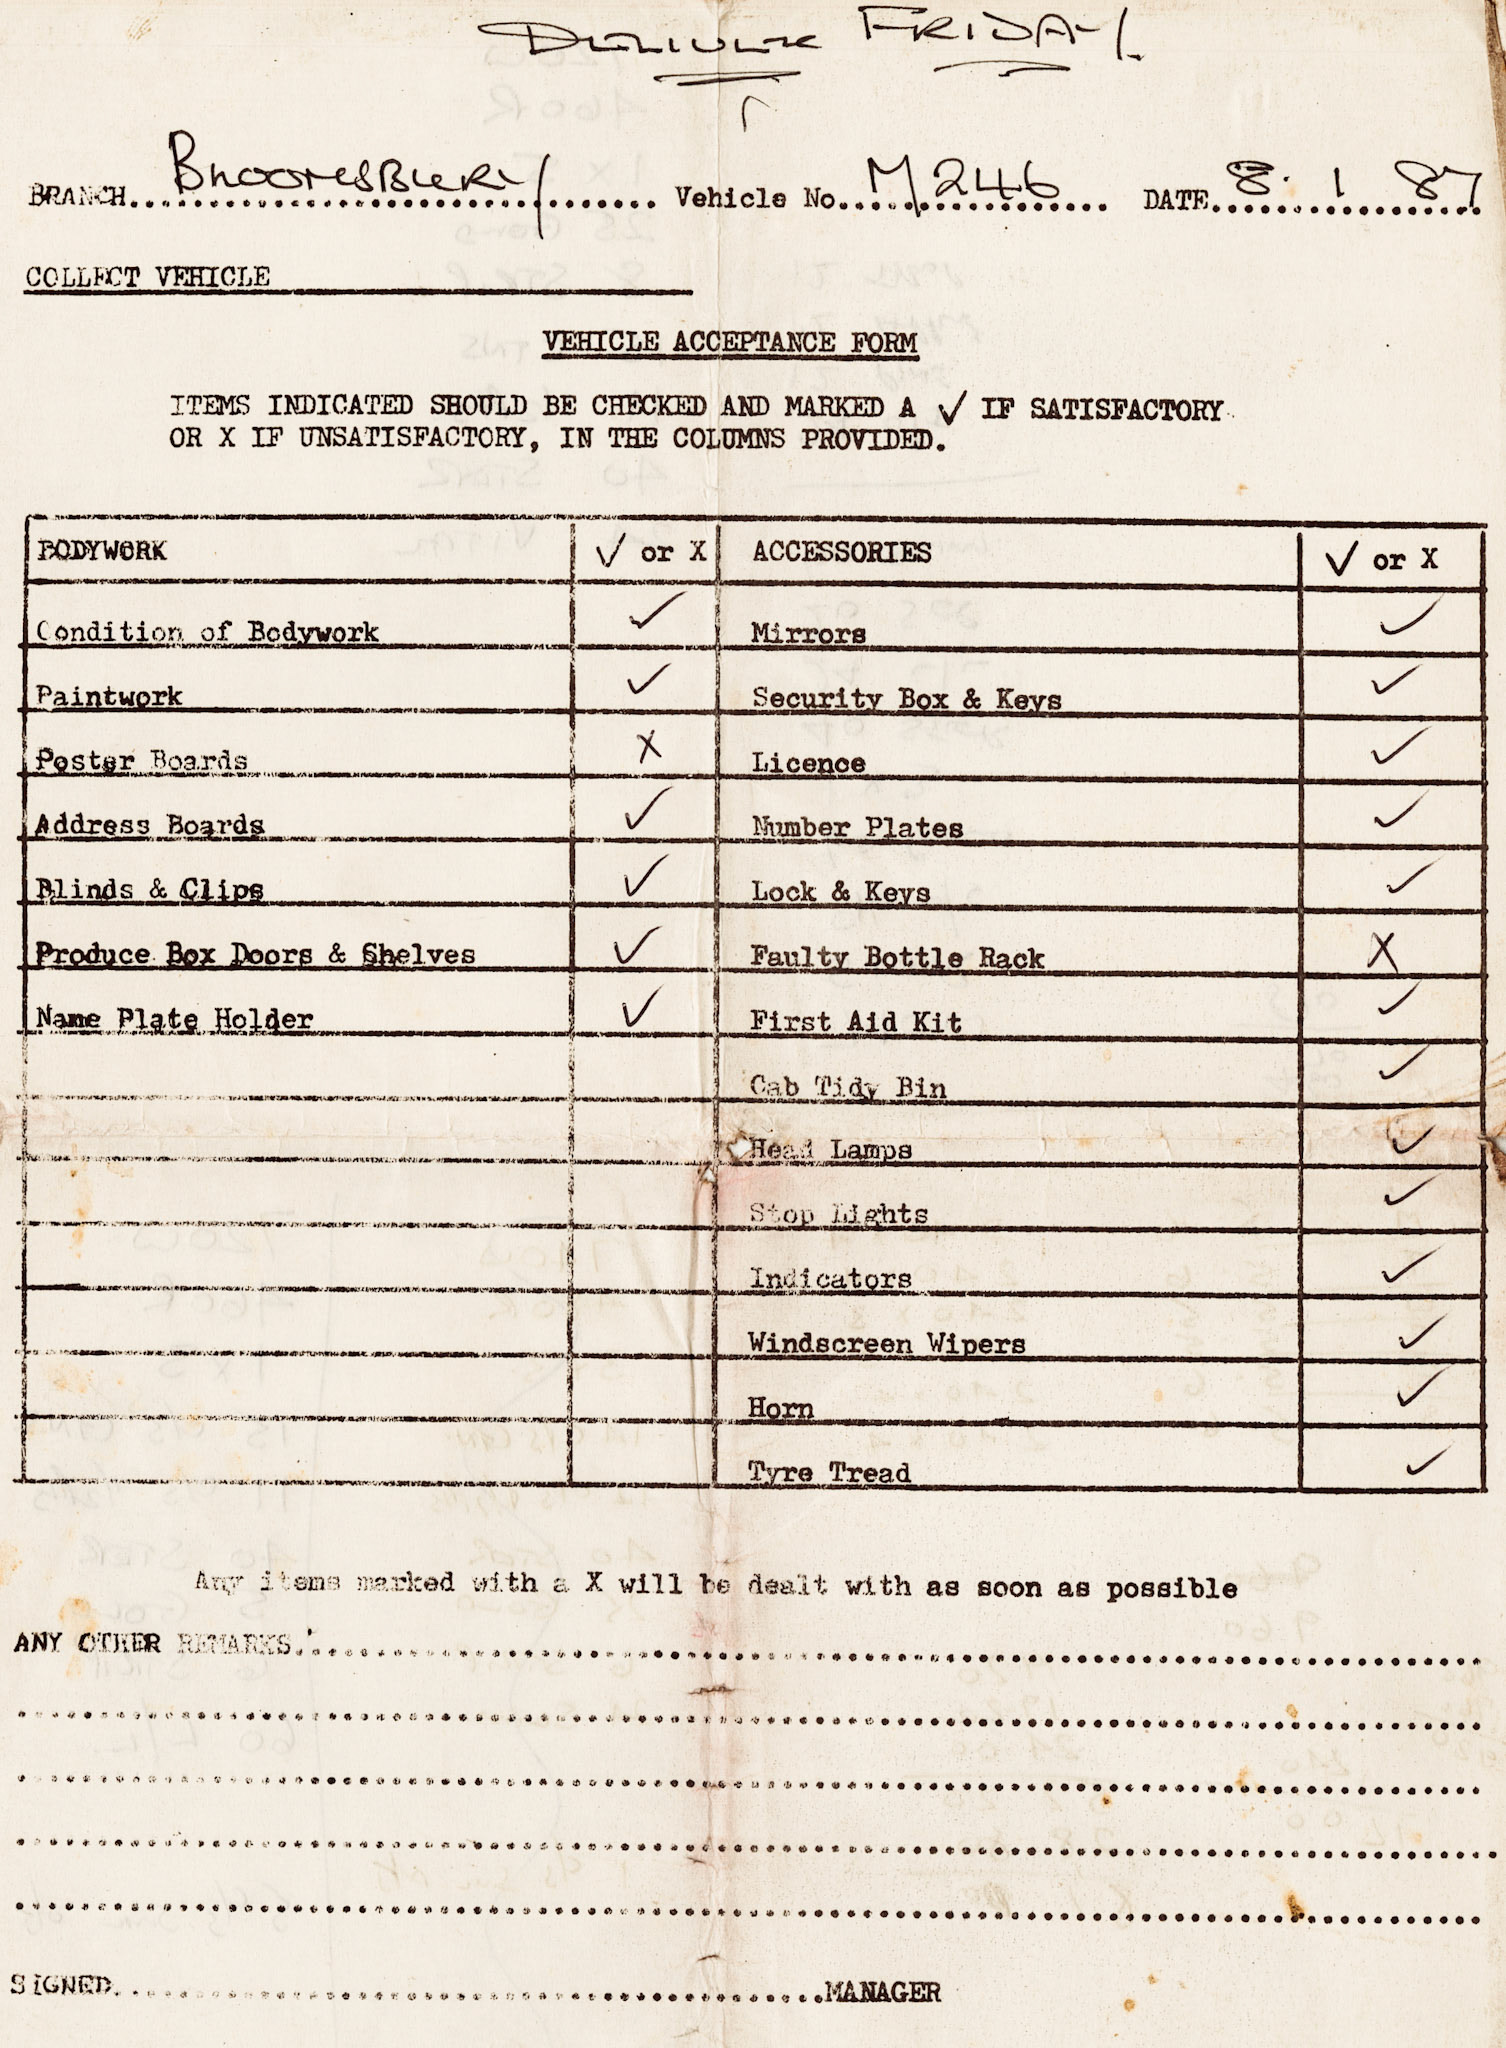 DELIVER FRIDAY.
BRANCH Bloomsbury Vehicle No. M246 DATE 8. 1 87
COLLECT VEHICLE
VEHICLE ACCEPTANCE FORM
ITEMS INDICATED SHOULD BE CHECKED AND MARKED A ✓ IF SATISFACTORY
OR X IF UNSATISFACTORY, IN THE COLUMNS PROVIDED.
BODYWORK ✓ or X ACCESSORIES ✓ or X
Condition of Bodywork ✓ Mirrors ✓
Paintwork ✓ Security Box & Keys ✓
Poster Boards X Licence ✓
Address Boards ✓ Number Plates ✓
Blinds & Clips ✓ Lock & Keys ✓
Produce Box Doors & Shelves ✓ Faulty Bottle Rack X
Name Plate Holder ✓ First Aid Kit ✓
Cab Tidy Bin ✓
Head Lamps ✓
Stop Lights ✓
Indicators ✓
Windscreen Wipers ✓
Horn ✓
Tyre Tread ✓
Any items marked with a X will be dealt with as soon as possible
ANY OTHER REMARKS.
SIGNED MANAGER